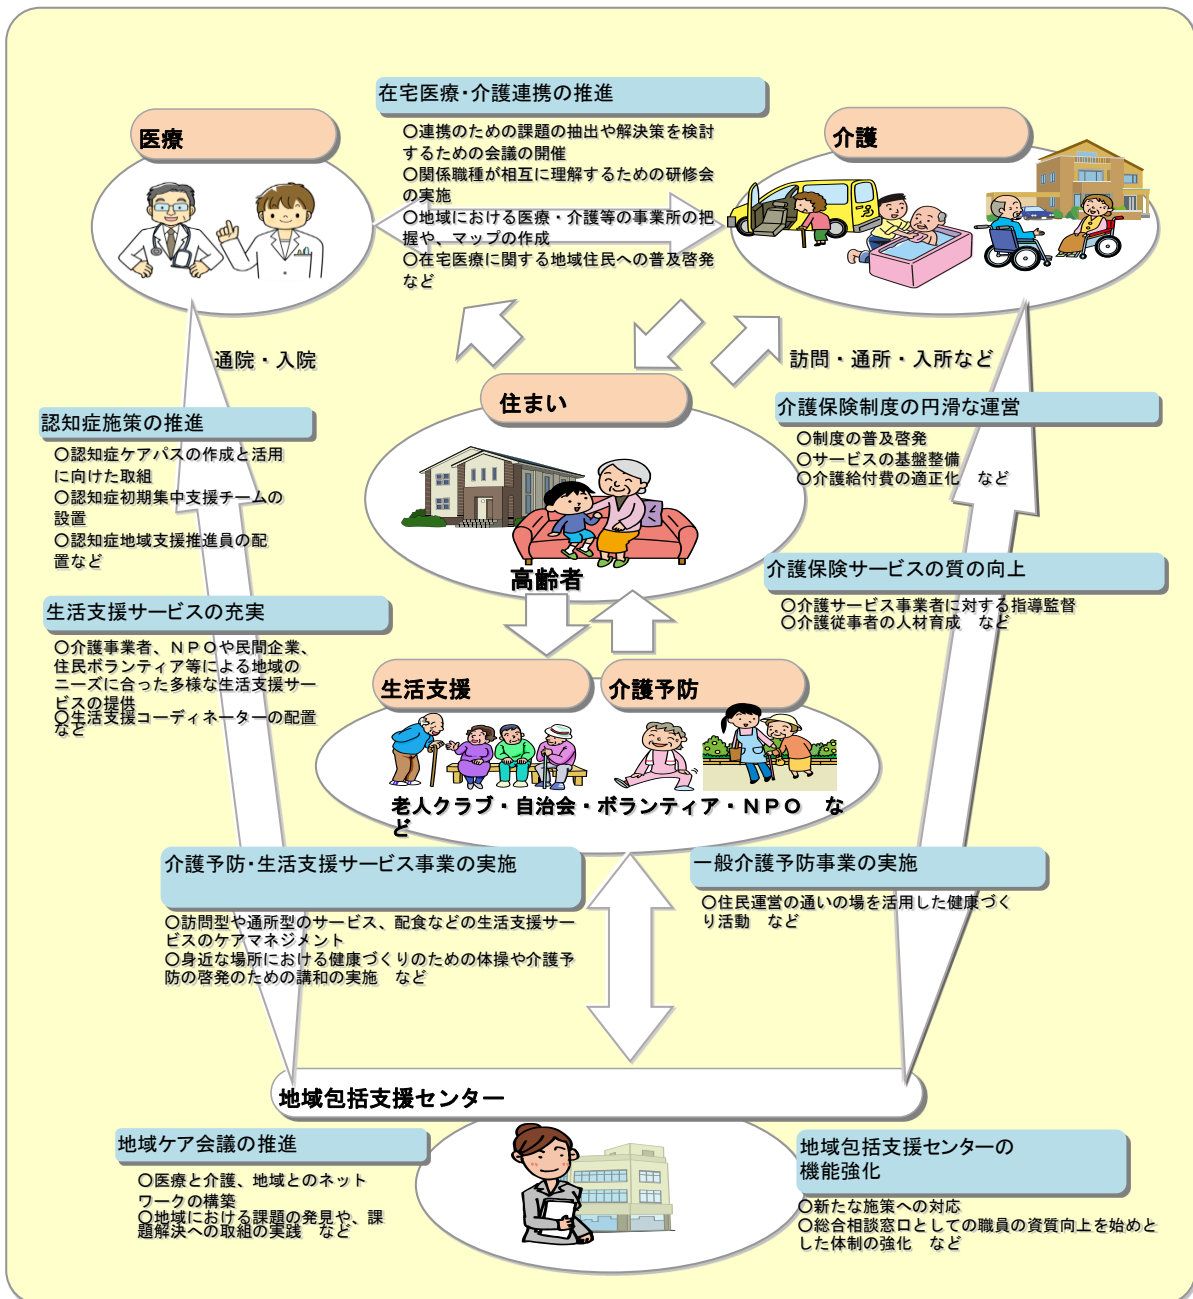 在宅医療・介護連携の推進
医療
介護
〇連携のための課題の抽出や解決策を検討
するための会議の開催
〇関係職種が相互に理解するための研修会
の実施
〇地域における医療・介護等の事業所の把
握や、マップの作成
〇在宅医療に関する地域住民への普及啓発
など
通院・入院
訪問・通所・入所など
住まい
高齢者
認知症施策の推進
〇認知症ケアパスの作成と活用
に向けた取組
〇認知症初期集中支援チームの
設置
〇認知症地域支援推進員の配
置など
介護保険制度の円滑な運営
〇制度の普及啓発
〇サービスの基盤整備
〇介護給付費の適正化 など
介護保険サービスの質の向上
〇介護サービス事業者に対する指導監督
〇介護従事者の人材育成 など
生活支援サービスの充実
〇介護事業者、ＮＰＯや民間企業、
住民ボランティア等による地域の
ニーズに合った多様な生活支援サー
ビスの提供
〇生活支援コーディネーターの配置
など
生活支援
介護予防
老人クラブ・自治会・ボランティア・ＮＰＯ な
ど
介護予防・生活支援サービス事業の実施
〇訪問型や通所型のサービス、配食などの生活支援サー
ビスのケアマネジメント
〇身近な場所における健康づくりのための体操や介護予
防の啓発のための講和の実施 など
一般介護予防事業の実施
〇住民運営の通いの場を活用した健康づく
り活動 など
地域包括支援センター
地域ケア会議の推進
〇医療と介護、地域とのネット
ワークの構築
〇地域における課題の発見や、課
題解決への取組の実践 など
地域包括支援センターの
機能強化
〇新たな施策への対応
〇総合相談窓口としての職員の資質向上を始めと
した体制の強化 など